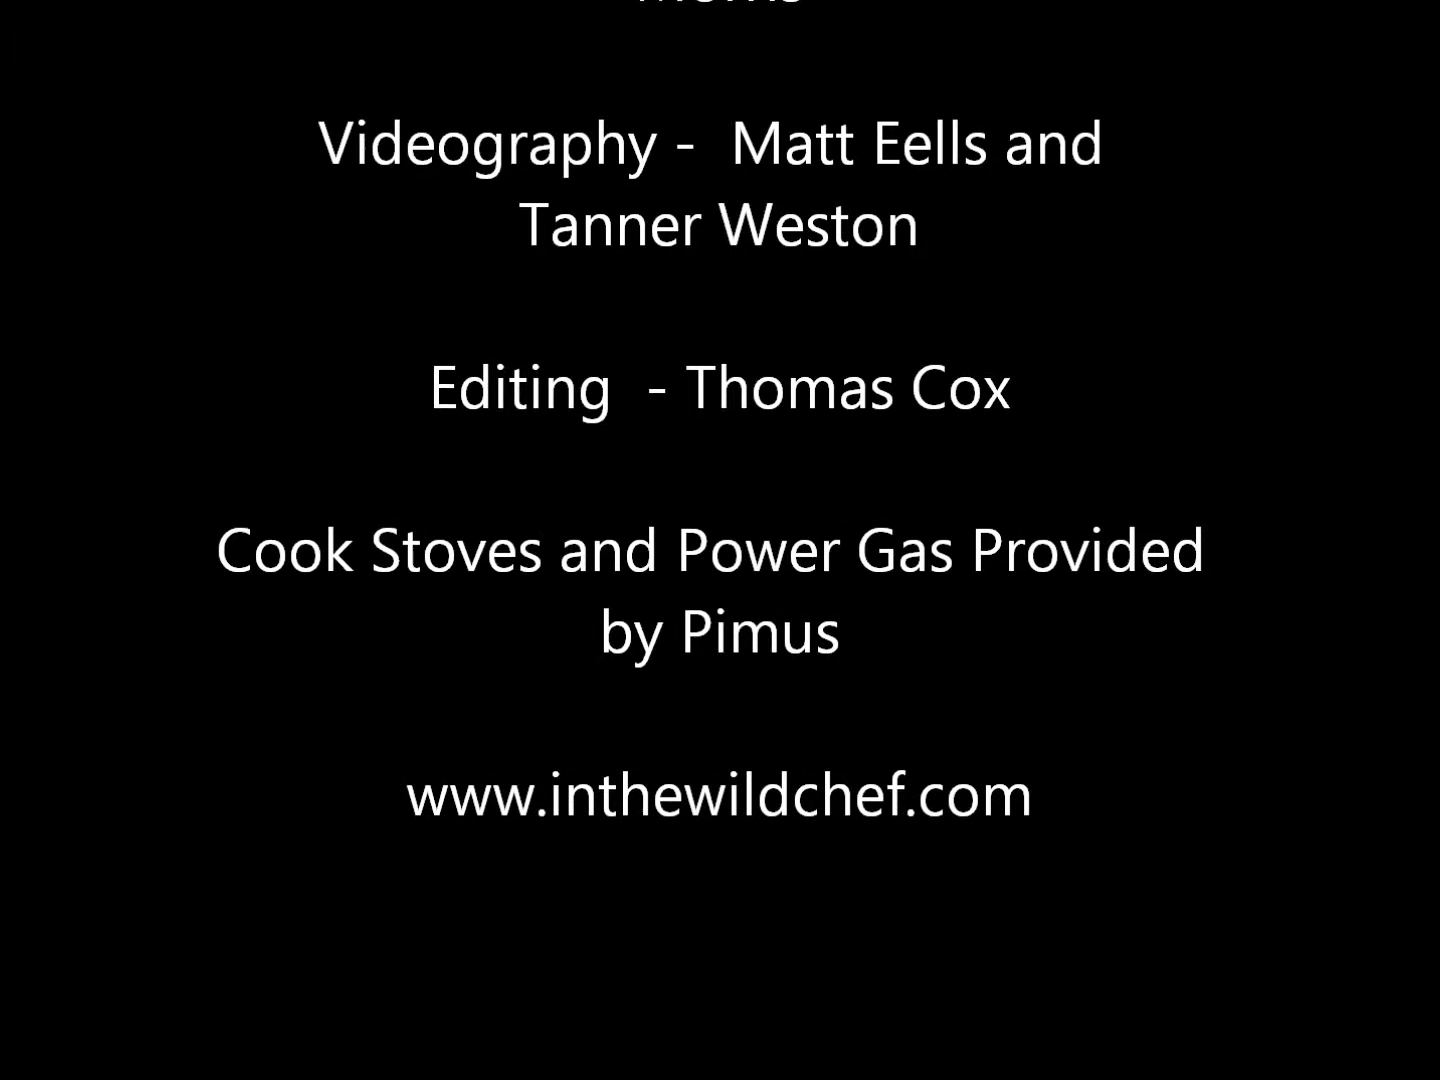 Videography -  Matt Eells and
Tanner Weston
Editing  - Thomas Cox
Cook Stoves and Power Gas Provided
by Pimus
www.inthewildchef.com